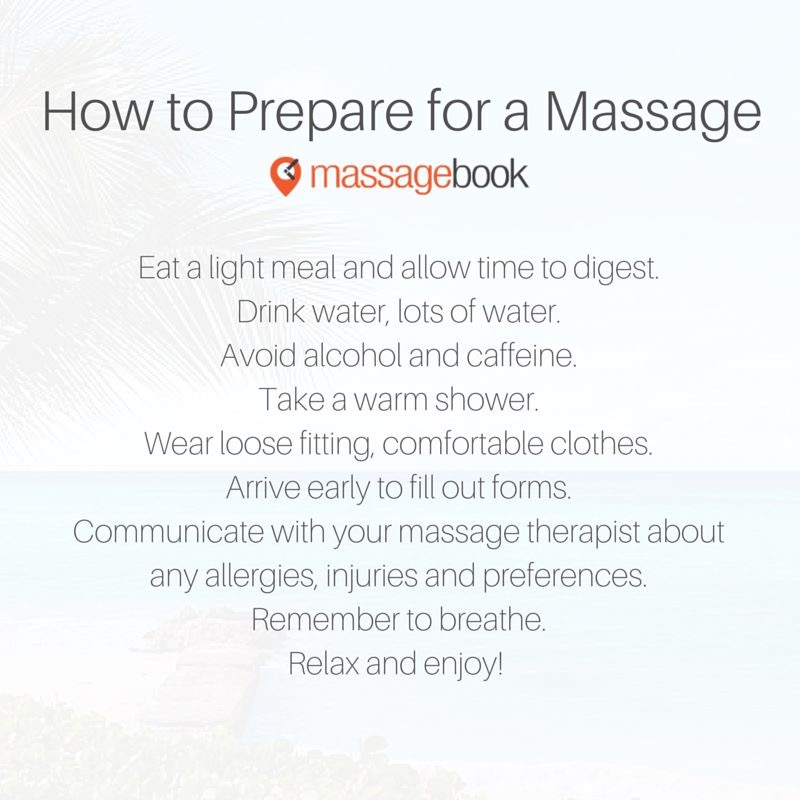 How to Prepare for a Massage
massagebook
Eat a light meal and allow time to digest.
Drink water, lots of water.
Avoid alcohol and caffeine.
Take a warm shower.
Wear loose fitting, comfortable clothes.
Arrive early to fill out forms.
Communicate with your massage therapist about
any allergies, injuries and preferences.
Remember to breathe.
Relax and enjoy!